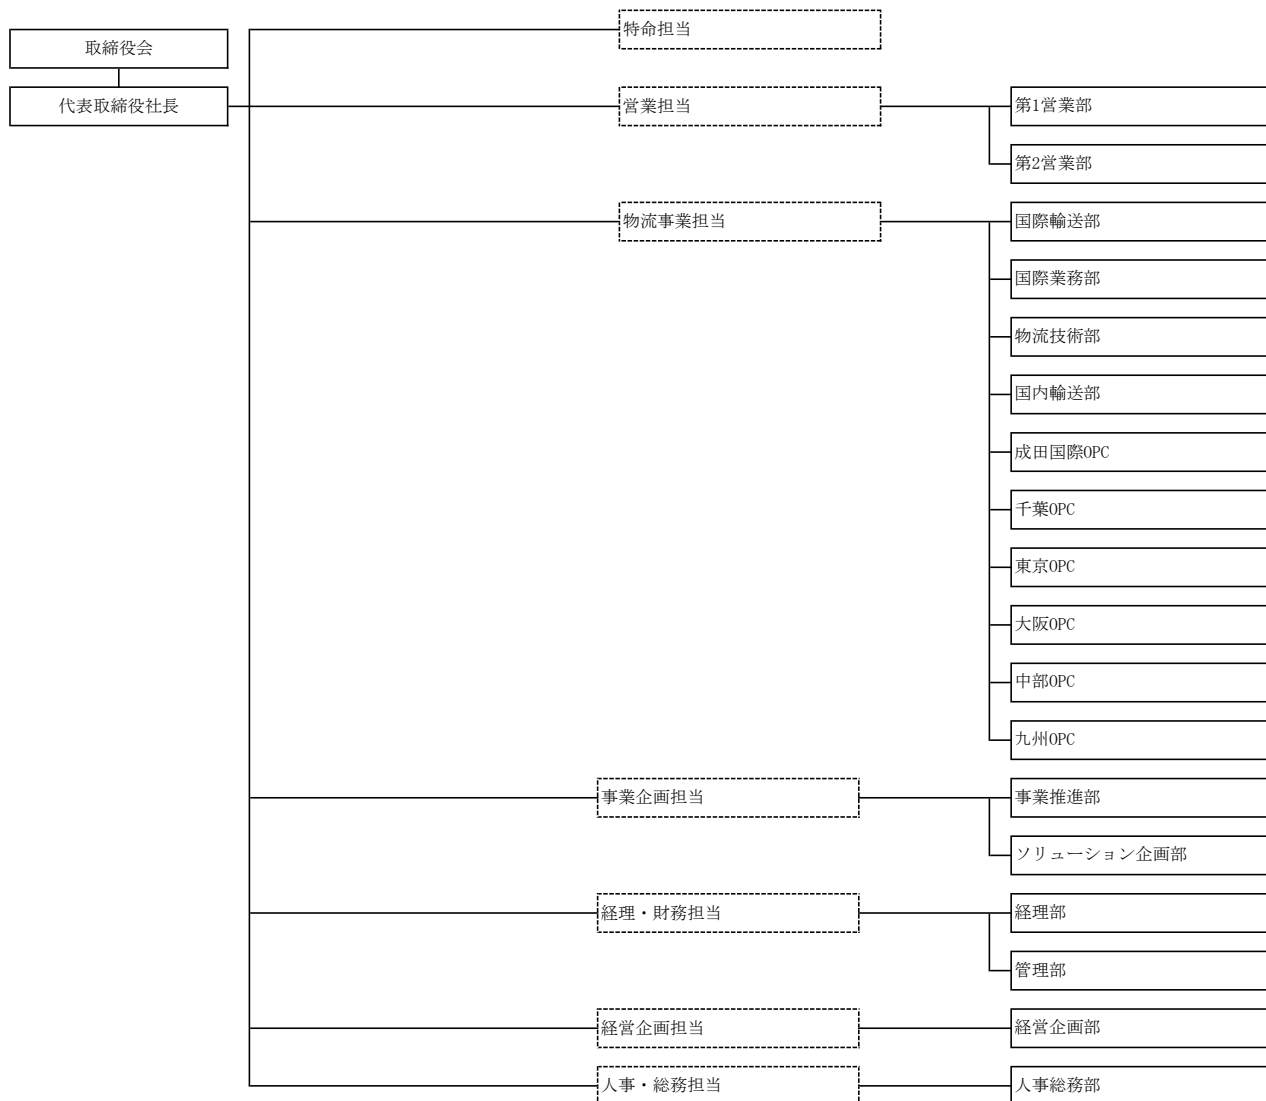 取締役会
代表取締役社長
特命担当
営業担当
第1営業部
第2営業部
物流事業担当
国際輸送部
国際業務部
物流技術部
国内輸送部
成田国際OPC
千葉OPC
東京OPC
大阪OPC
中部OPC
九州OPC
事業企画担当
事業推進部
ソリューション企画部
経理・財務担当
経理部
管理部
経営企画担当
経営企画部
人事・総務担当
人事総務部